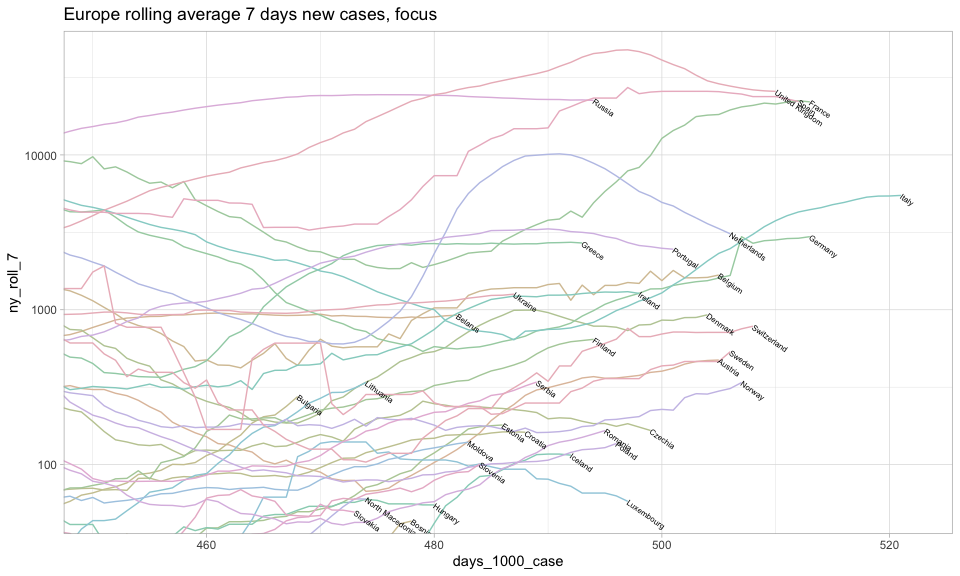 Europe rolling average 7 days new cases, focus
ny_roll_7
10000
1000
100
Russia
United Kingdom
Spain
France
Italy
Netherlands
Germany
Greece
Portugal
Belgium
Ukraine
Ireland
Belarus
Denmark
Switzerland
Finland
Sweden
Austria
Norway
Lithuania
Serbia
Bulgaria
Estonia
Croatia
Czechia
Romania
Poland
Moldova
Iceland
Slovenia
Luxembourg
North Macedonia
Hungary
Slovakia
460
480
500
520
days_1000_case